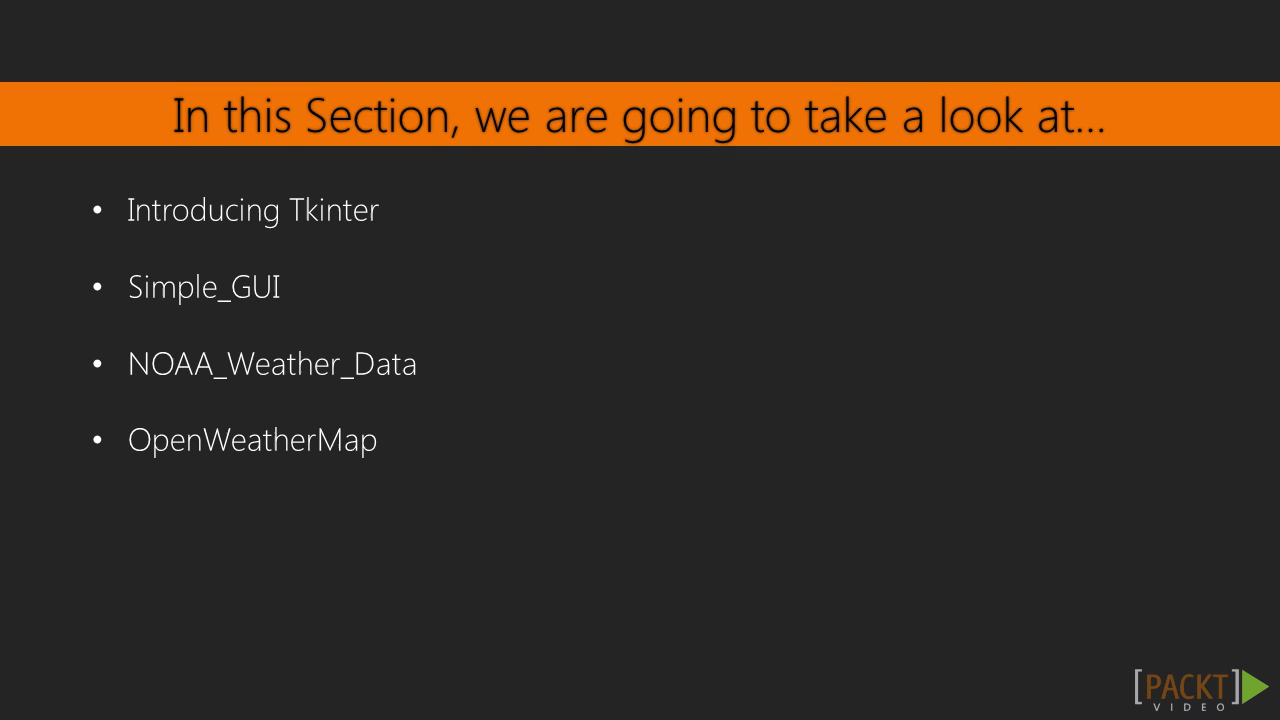 In this Section, we are going to take a look at...
• Introducing Tkinter
• Simple_GUI
• NOAA_Weather_Data
• OpenWeatherMap
[PACKT]
VIDEO